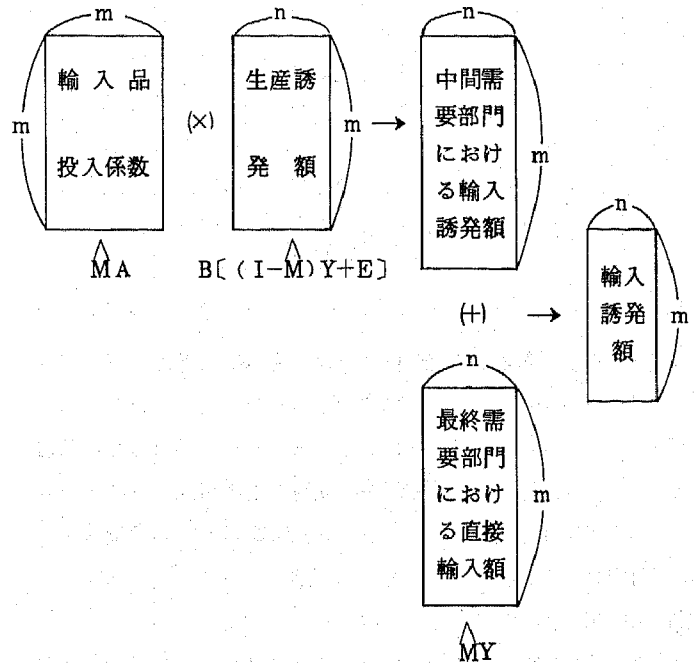 m
m
輸入品
投入係数
M̂A
(×)
n
生産誘
発額
m
B〔(I-M̂)Y+E〕
→
n
中間需
要部門
におけ
る輸入
誘発額
m
(+)
→
n
輸入
誘発
額
m
n
最終需
要部門
におけ
る直接
輸入額
m
M̂Y